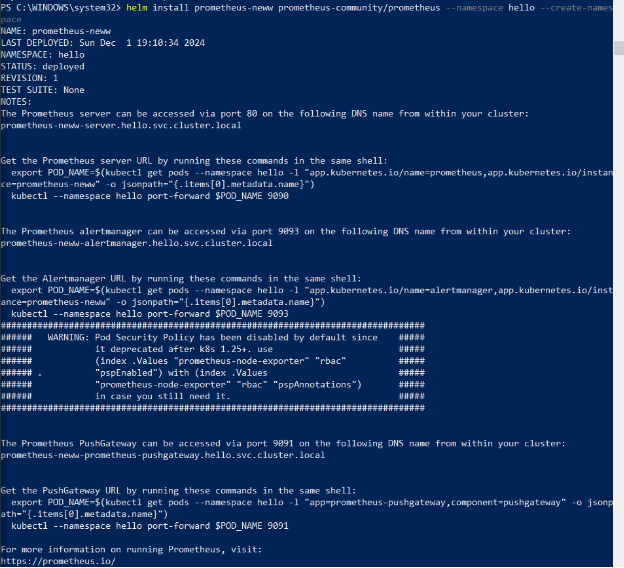 PS C:\WINDOWS\system32> helm install prometheus-neww prometheus-community/prometheus --namespace hello --create-names
pace
NAME: prometheus-neww
LAST DEPLOYED: Sun Dec  1 19:10:34 2024
NAMESPACE: hello
STATUS: deployed
REVISION: 1
TEST SUITE: None
NOTES:
The Prometheus server can be accessed via port 80 on the following DNS name from within your cluster:
prometheus-neww-server.hello.svc.cluster.local
Get the Prometheus server URL by running these commands in the same shell:
  export POD_NAME=$(kubectl get pods --namespace hello -l "app.kubernetes.io/name=prometheus,app.kubernetes.io/instan
ce=prometheus-neww" -o jsonpath="{.items[0].metadata.name}")
  kubectl --namespace hello port-forward $POD_NAME 9090
The Prometheus alertmanager can be accessed via port 9093 on the following DNS name from within your cluster:
prometheus-neww-alertmanager.hello.svc.cluster.local
Get the Alertmanager URL by running these commands in the same shell:
  export POD_NAME=$(kubectl get pods --namespace hello -l "app.kubernetes.io/name=alertmanager,app.kubernetes.io/inst
ance=prometheus-neww" -o jsonpath="{.items[0].metadata.name}")
  kubectl --namespace hello port-forward $POD_NAME 9093
#################################################################################
######   WARNING: Pod Security Policy has been disabled by default since    #####
######            it deprecated after k8s 1.25+. use                        #####
######            (index .Values "prometheus-node-exporter" "rbac"          #####
###### .          "pspEnabled") with (index .Values                         #####
######            "prometheus-node-exporter" "rbac" "pspAnnotations")       #####
######            in case you still need it.                                #####
#################################################################################
The Prometheus PushGateway can be accessed via port 9091 on the following DNS name from within your cluster:
prometheus-neww-prometheus-pushgateway.hello.svc.cluster.local
Get the PushGateway URL by running these commands in the same shell:
  export POD_NAME=$(kubectl get pods --namespace hello -l "app=prometheus-pushgateway,component=pushgateway" -o jsonp
ath="{.items[0].metadata.name}")
  kubectl --namespace hello port-forward $POD_NAME 9091
For more information on running Prometheus, visit:
https://prometheus.io/